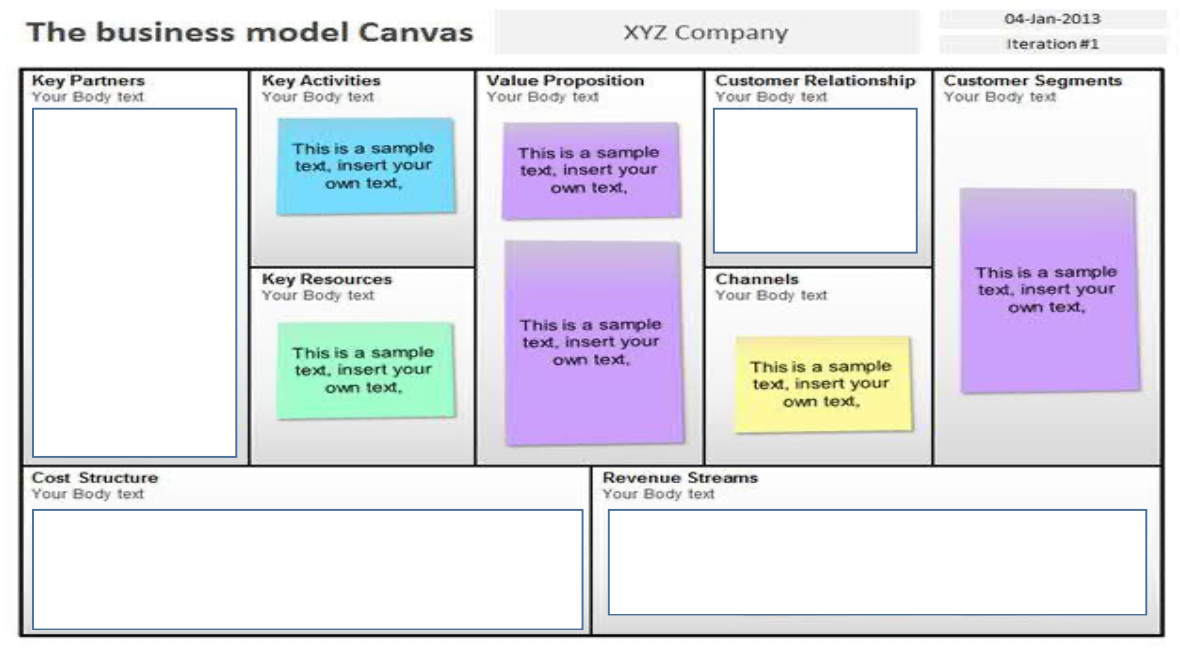 The business model Canvas
XYZ Company
04-Jan-2013
Iteration #1
Key Partners
Your Body text
Key Activities
Your Body text
This is a sample
text, insert your
own text,
Key Resources
Your Body text
This is a sample
text, insert your
own text,
Value Proposition
Your Body text
This is a sample
text, insert your
own text,
This is a sample
text, insert your
own text,
Customer Relationship
Your Body text
Channels
Your Body text
This is a sample
text, insert your
own text,
Customer Segments
Your Body text
This is a sample
text, insert your
own text,
Cost Structure
Your Body text
Revenue Streams
Your Body text